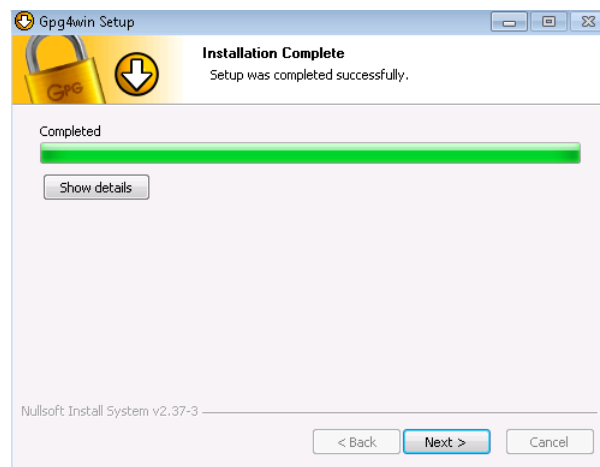 Gpg4win Setup
Installation Complete
Setup was completed successfully.
GPG
Completed
Show details
Nullsoft Install System v2.37-3
< Back
Next >
Cancel